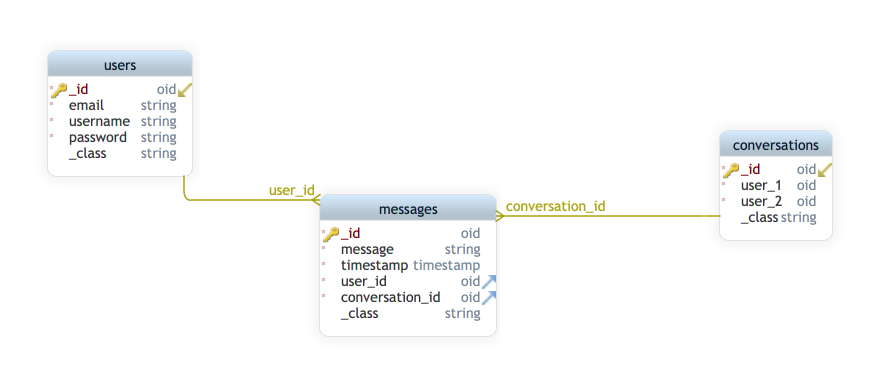 users
_id oid
email string
username string
password string
_class string
user_id
messages
_id oid
message string
timestamp timestamp
user_id oid
conversation_id oid
_class string
conversation_id
conversations
_id oid
user_1 oid
user_2 oid
_class string